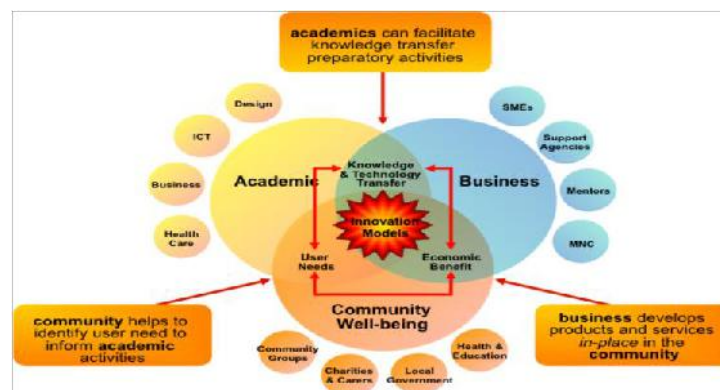 academics can facilitate
knowledge transfer
preparatory activities
Design
ICT
Business
Health
Care
SMEs
Support
Agencies
Mentors
MNC
Academic
Knowledge
& Technology
Transfer
Business
Innovation
Models
User
Needs
Economic
Benefit
Community
Well-being
community helps to
identify user need to
inform academic
activities
business develops
products and services
in-place in the
community
Community
Groups
Charities
& Carers
Local
Government
Health &
Education